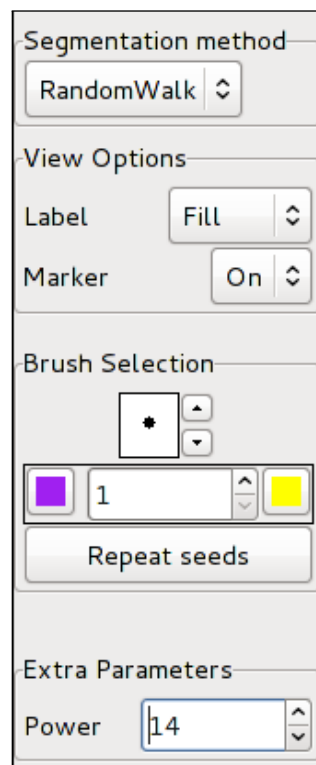 Segmentation method
RandomWalk
View Options
Label Fill
Marker On
Brush Selection
1
Repeat seeds
Extra Parameters
Power 14